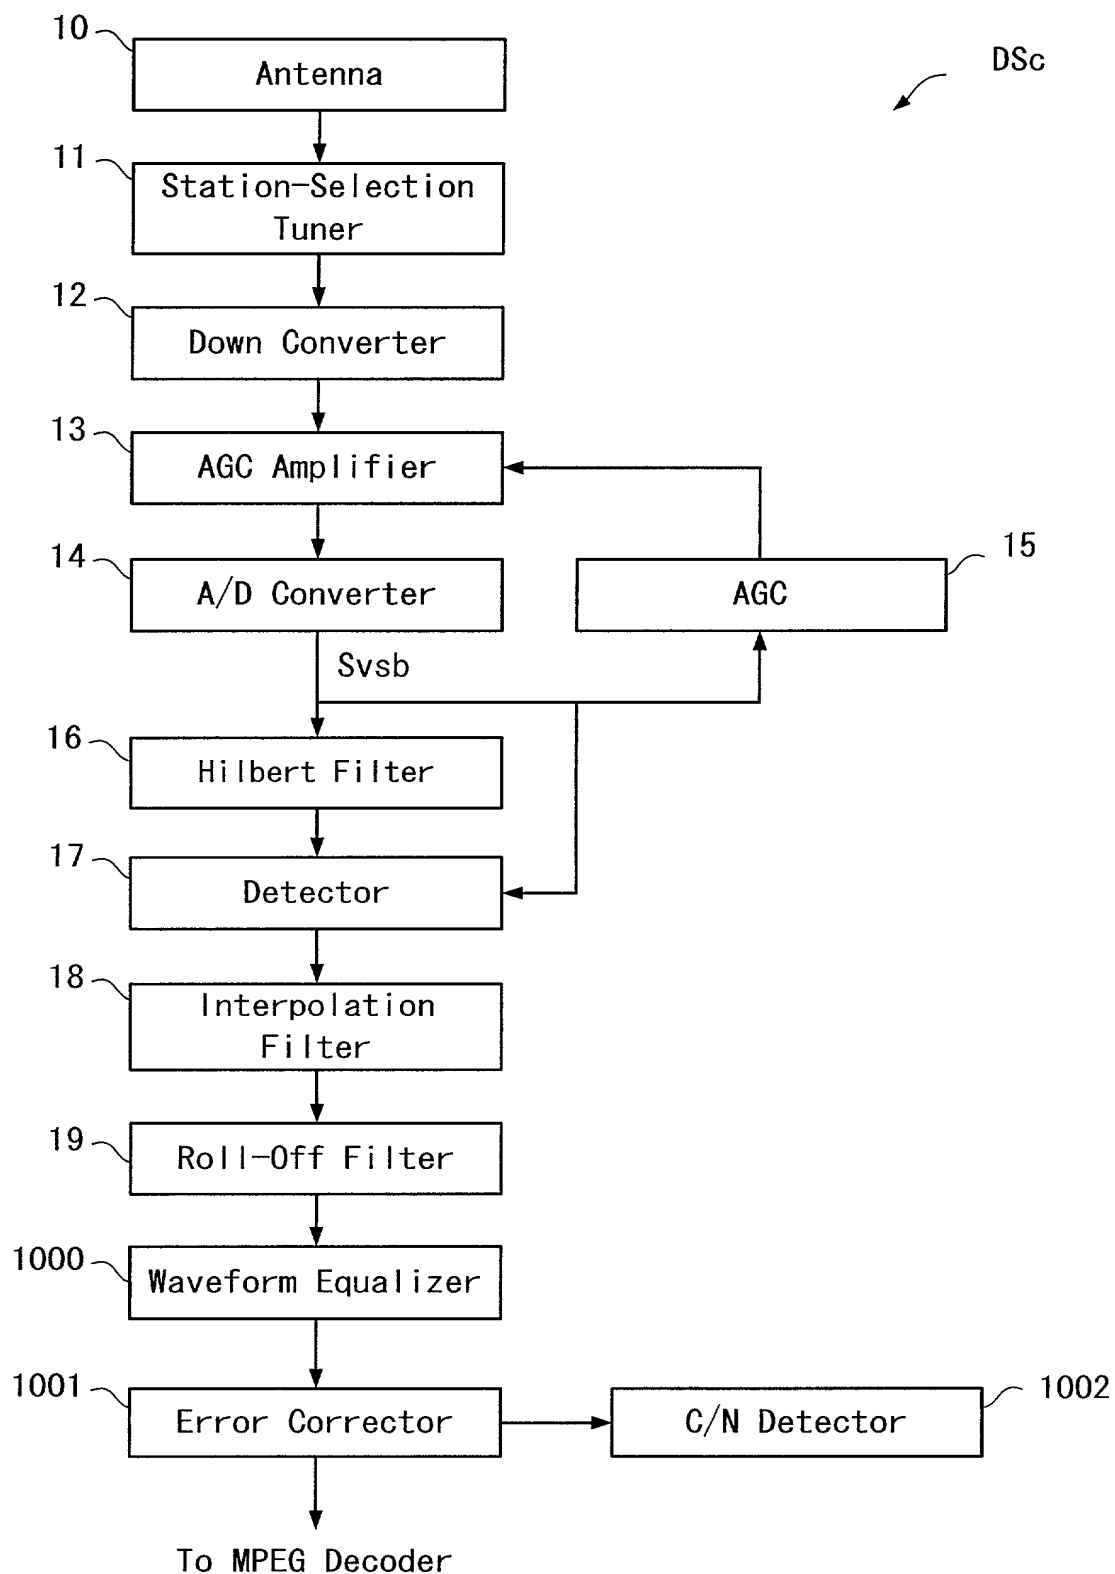 10
Antenna
DSc
11
Station-Selection
Tuner
12
Down Converter
13
AGC Amplifier
14
A/D Converter
15
AGC
Svsb
16
Hilbert Filter
17
Detector
18
Interpolation
Filter
19
Roll-Off Filter
1000
Waveform Equalizer
1001
Error Corrector
1002
C/N Detector
To MPEG Decoder